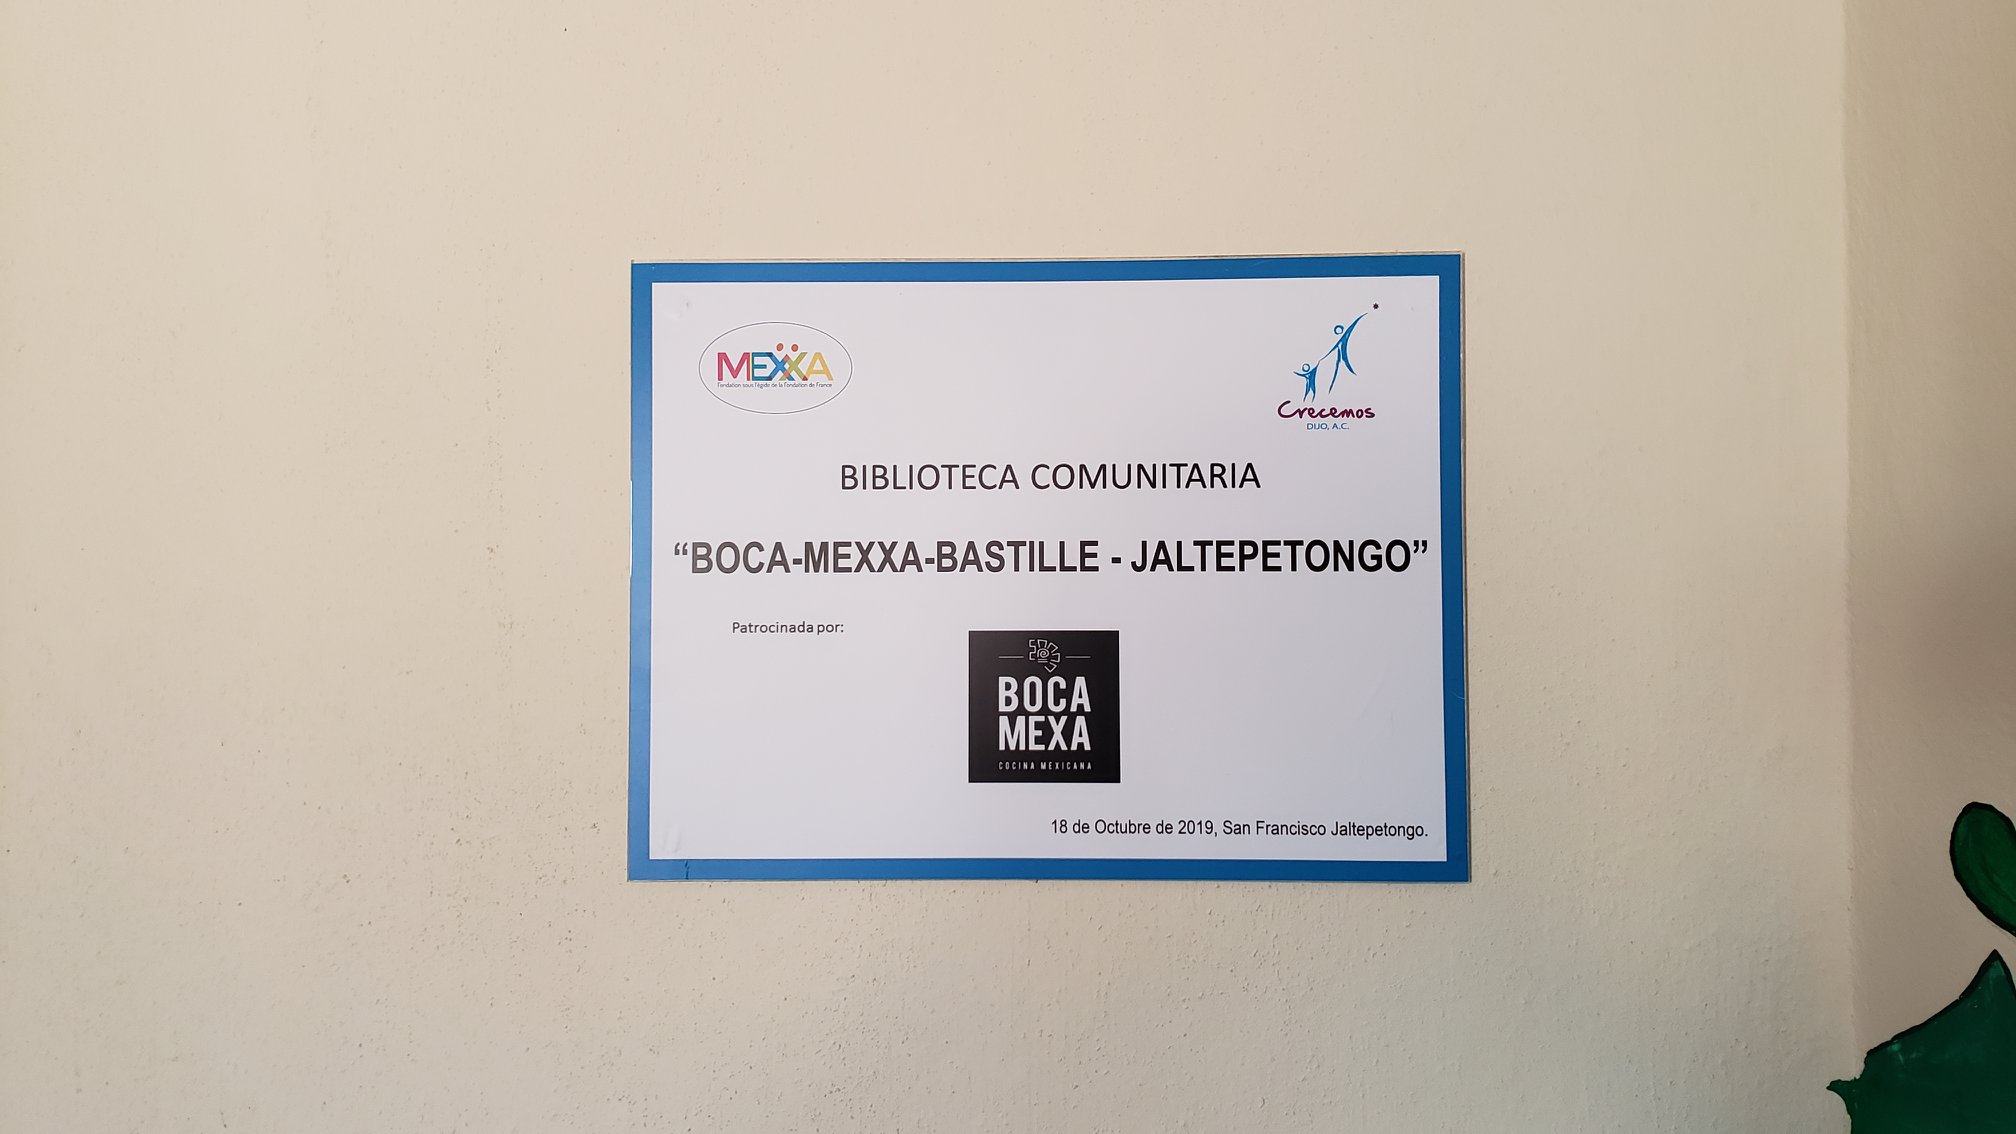 MEXXA
Fondation sous l'égide de la Fondation de France
Crecemos
DIJO, A.C.
BIBLIOTECA COMUNITARIA
“BOCA-MEXXA-BASTILLE - JALTEPETONGO”
Patrocinada por:
BOCA
MEXA
COCINA MEXICANA
18 de Octubre de 2019, San Francisco Jaltepetongo.